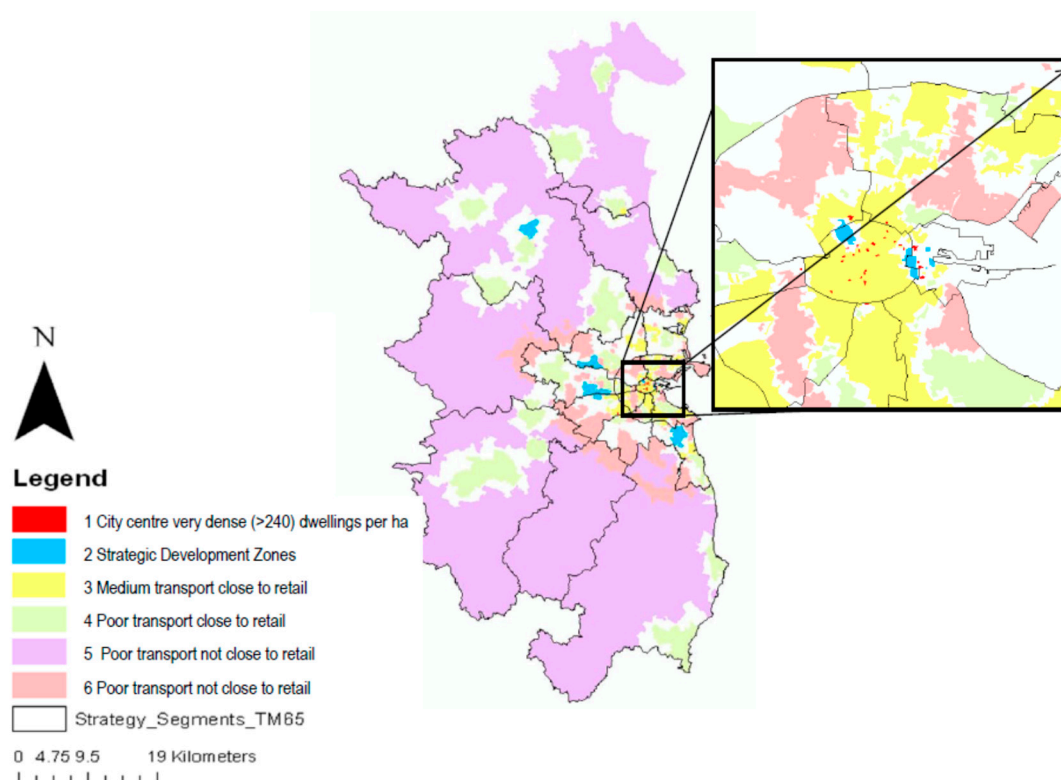 N
Legend
1 City centre very dense (>240) dwellings per ha
2 Strategic Development Zones
3 Medium transport close to retail
4 Poor transport close to retail
5 Poor transport not close to retail
6 Poor transport not close to retail
Strategy_Segments_TM65
0 4.75 9.5 19 Kilometers